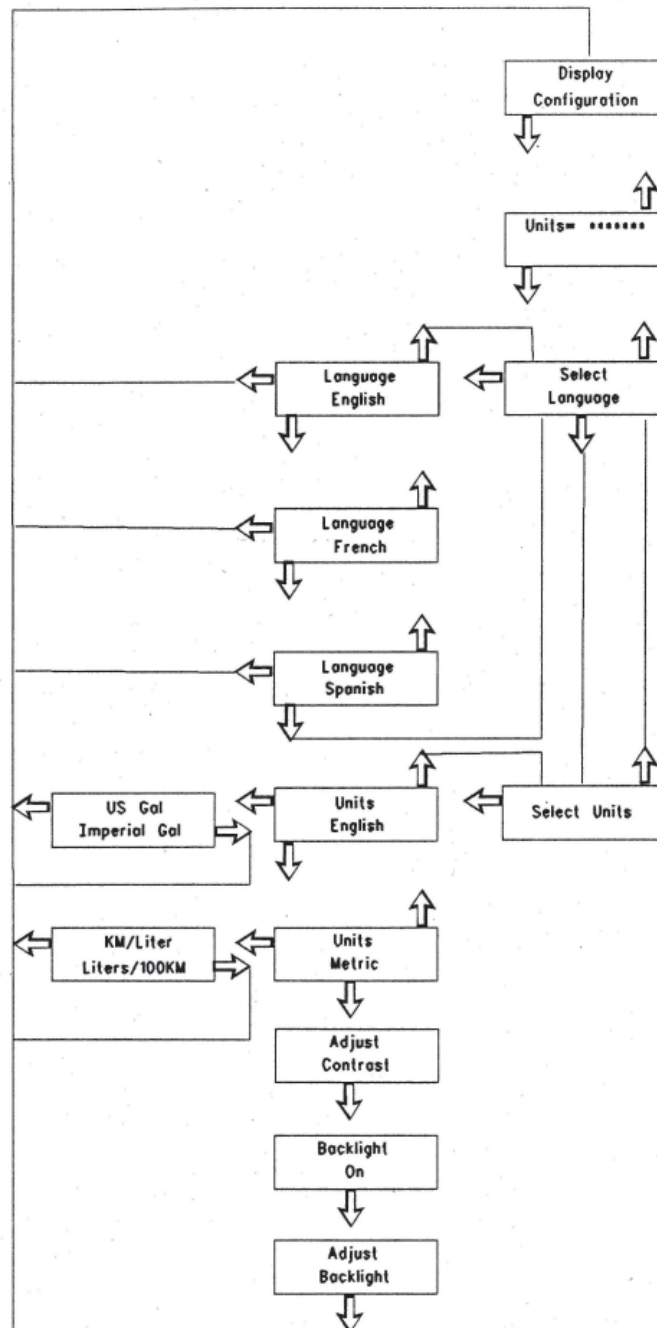 Display
Configuration
Units= *******
Language
English
Select
Language
Language
French
Language
Spanish
US Gal
Imperial Gal
Units
English
Select Units
KM/Liter
Liters/100KM
Units
Metric
Adjust
Contrast
Backlight
On
Adjust
Backlight